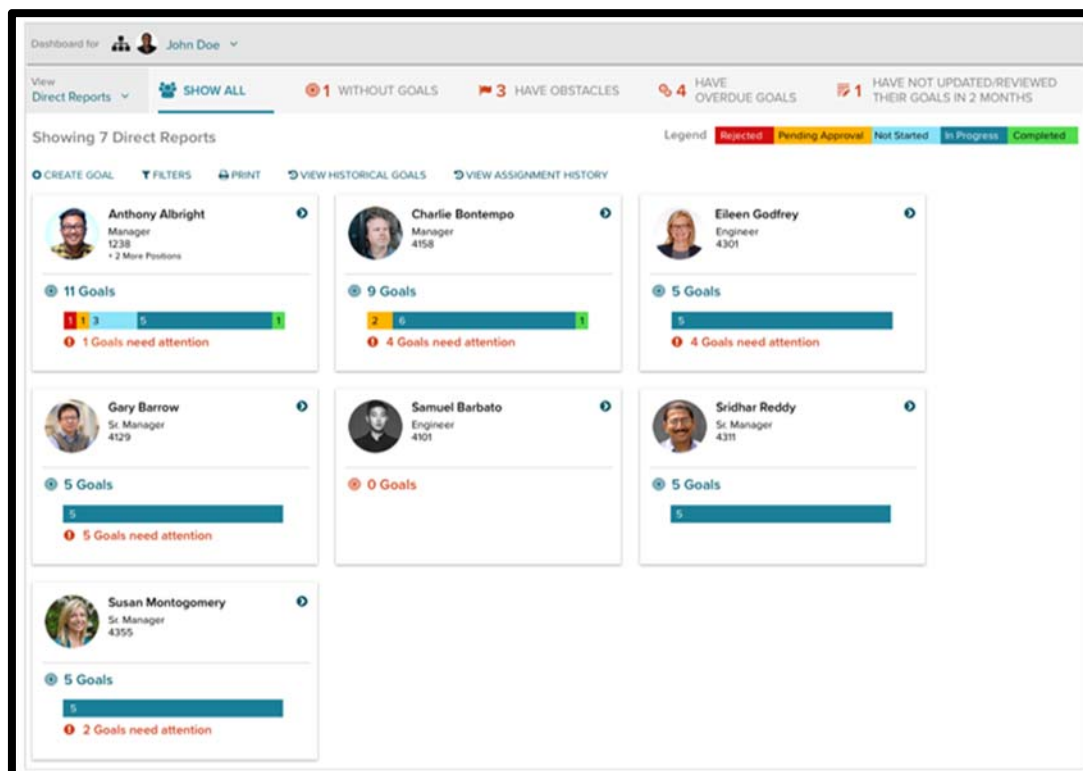 Dashboard for John Doe
View
Direct Reports
SHOW ALL
1 WITHOUT GOALS
3 HAVE OBSTACLES
4 HAVE OVERDUE GOALS
1 HAVE NOT UPDATED/REVIEWED THEIR GOALS IN 2 MONTHS
Showing 7 Direct Reports
Legend Rejected Pending Approval Not Started In Progress Completed
CREATE GOAL FILTERS PRINT VIEW HISTORICAL GOALS VIEW ASSIGNMENT HISTORY
Anthony Albright
Manager
1238
+ 2 More Positions
11 Goals
1 1 3 5 1
1 Goals need attention
Charlie Bontempo
Manager
4158
9 Goals
2 6 1
4 Goals need attention
Eileen Godfrey
Engineer
4301
5 Goals
5
4 Goals need attention
Gary Barrow
Sr. Manager
4129
5 Goals
5
5 Goals need attention
Samuel Barbato
Engineer
4101
0 Goals
Sridhar Reddy
Sr. Manager
4311
5 Goals
5
Susan Montogomery
Sr. Manager
4355
5 Goals
5
2 Goals need attention